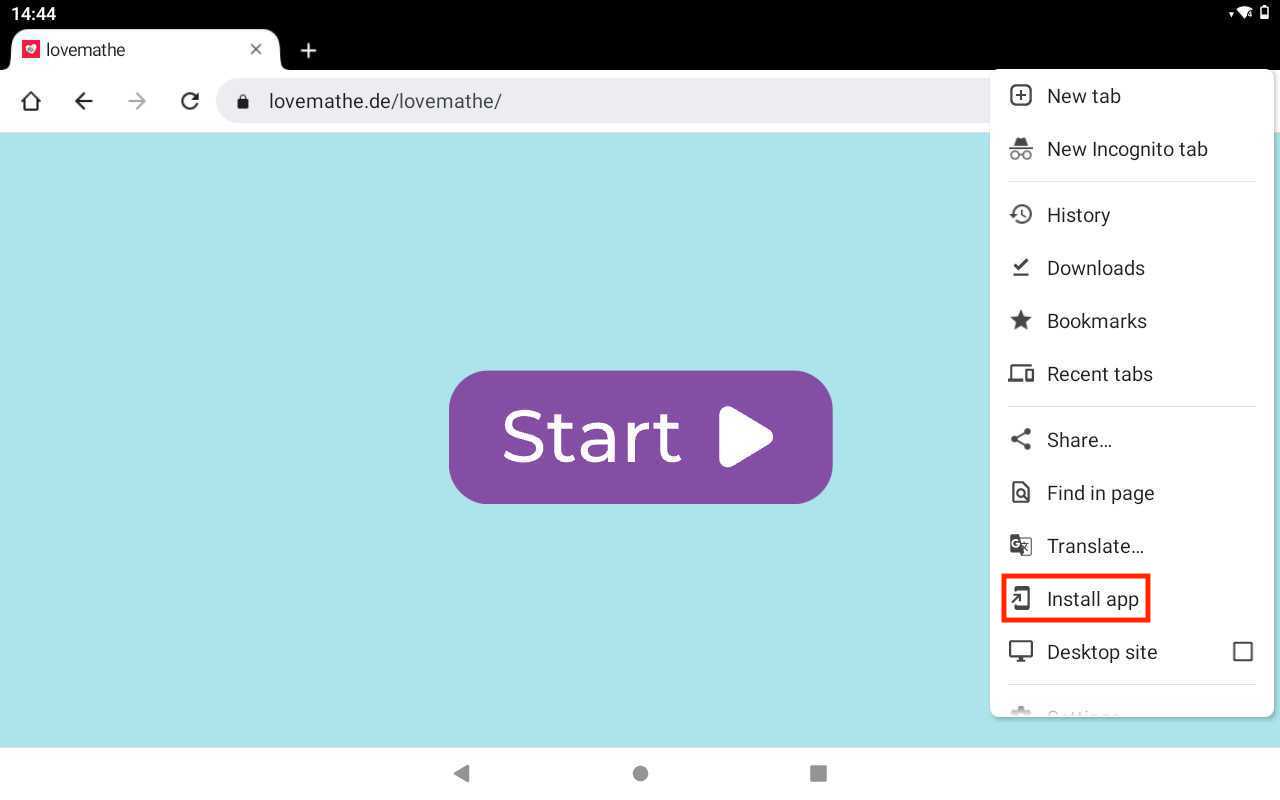 14:44
lovemathe
lovemathe.de/lovemathe/
New tab
New Incognito tab
History
Downloads
Bookmarks
Recent tabs
Share…
Find in page
Translate…
Install app
Desktop site
Start